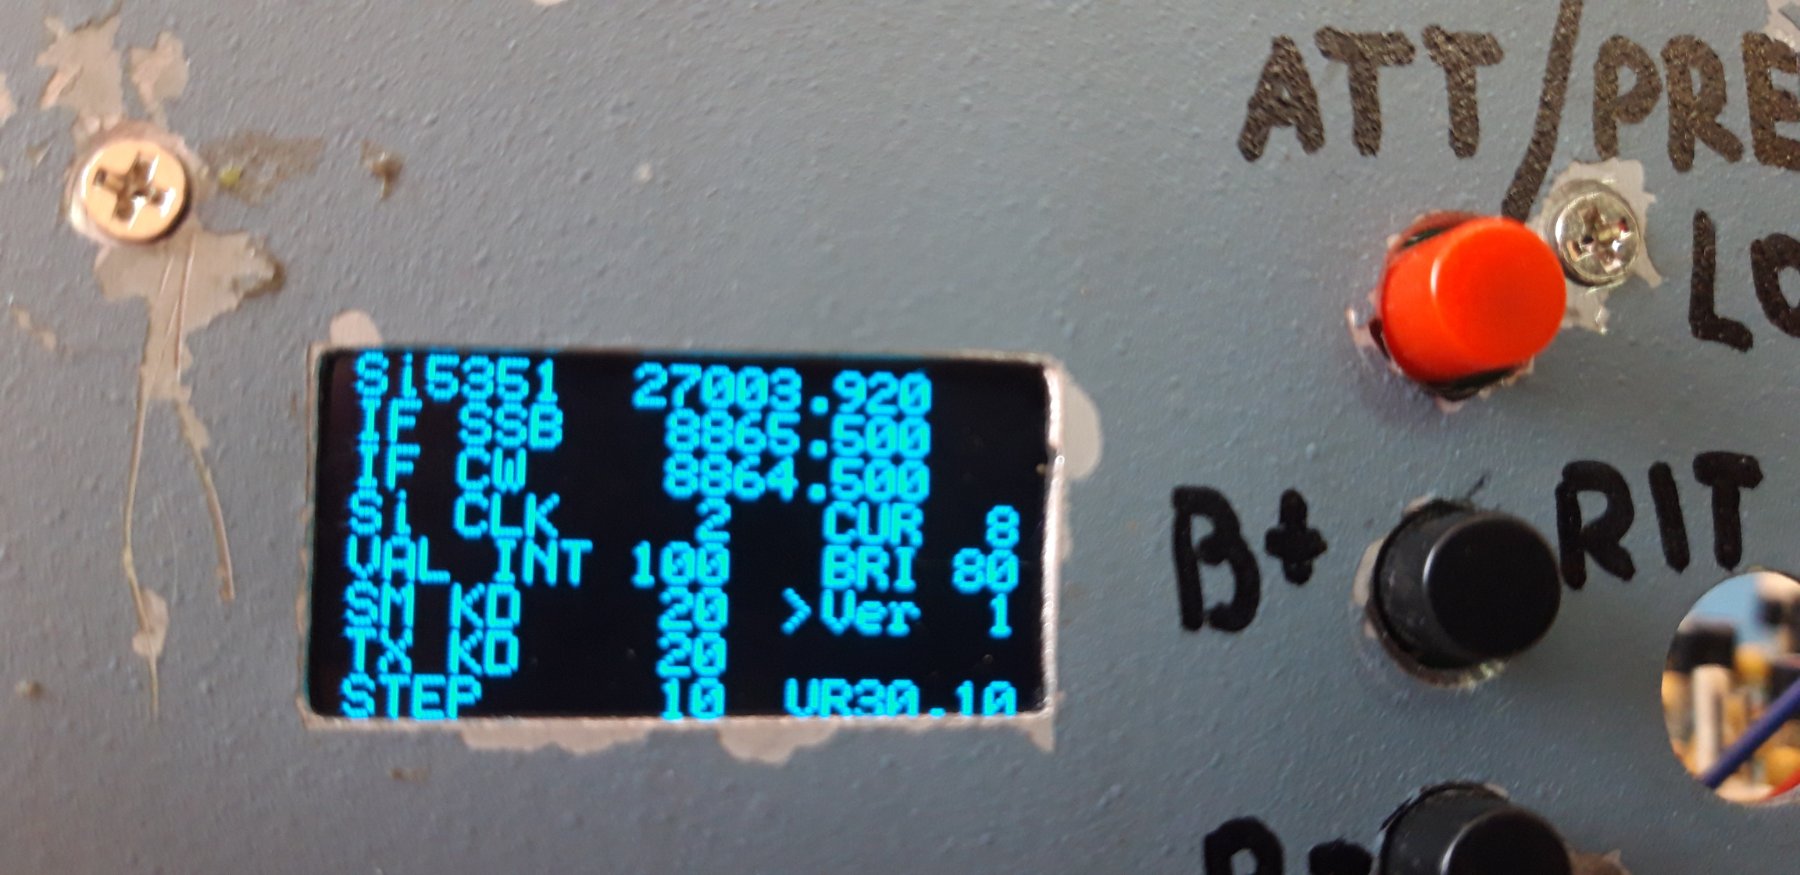 ATT/PRE
LO
Si5351 27003.920
IF SSB 8865.500
IF CW 8864.500
Si CLK 2 CUR 8
VAL INT 100 BRI 80
SM KD 20 >Ver 1
TX KD 20
STEP 10 VR30.10
B+ RIT